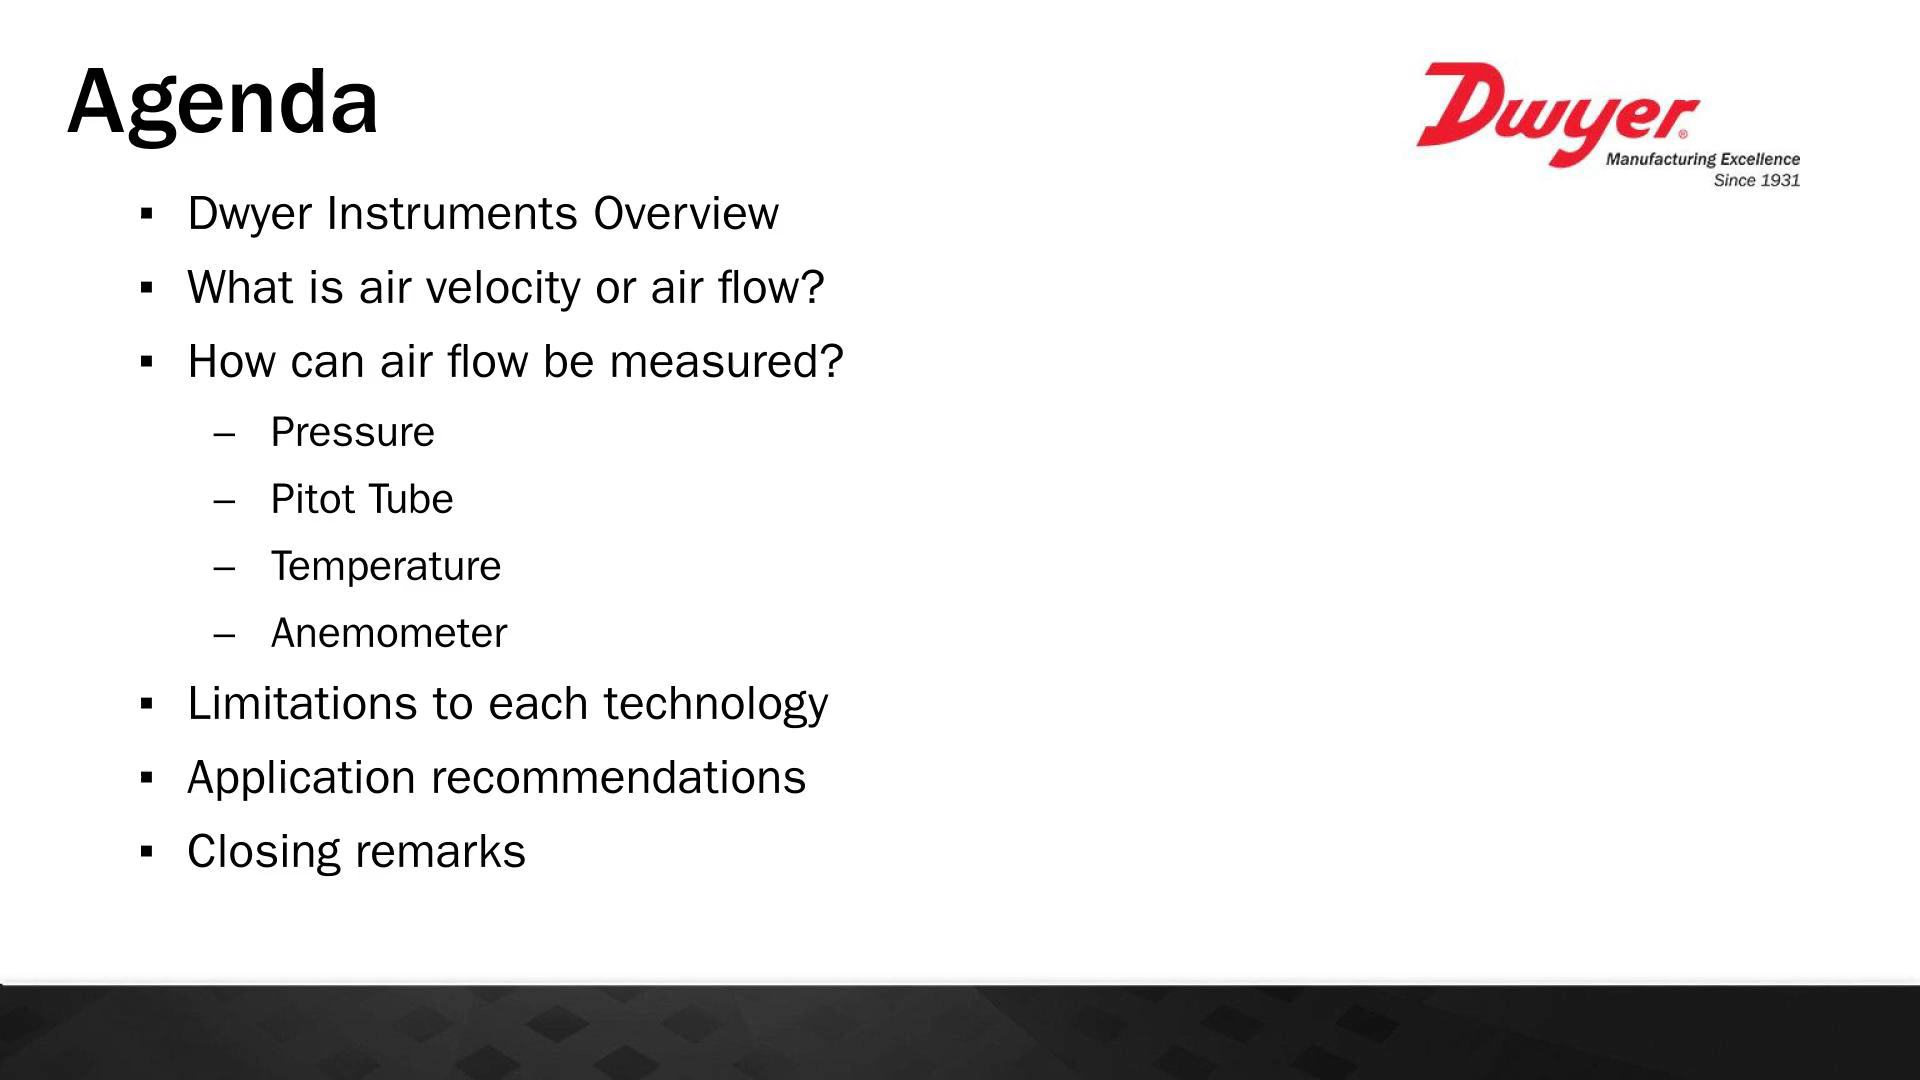 Agenda
Dwyer®
Manufacturing Excellence
Since 1931
▪ Dwyer Instruments Overview
▪ What is air velocity or air flow?
▪ How can air flow be measured?
– Pressure
– Pitot Tube
– Temperature
– Anemometer
▪ Limitations to each technology
▪ Application recommendations
▪ Closing remarks